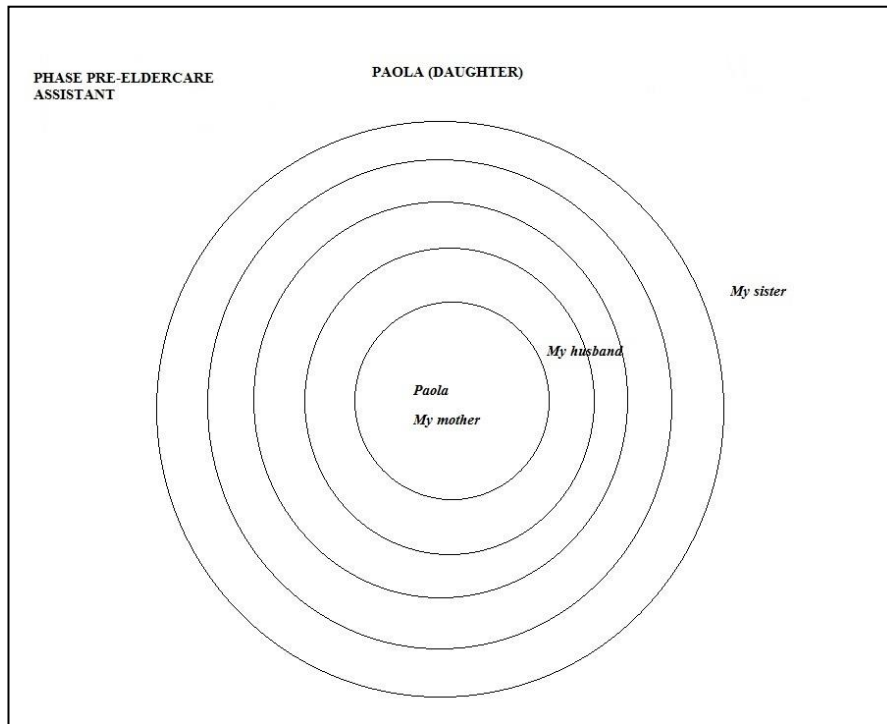 PHASE PRE-ELDERCARE
ASSISTANT
PAOLA (DAUGHTER)
My sister
My husband
Paola
My mother